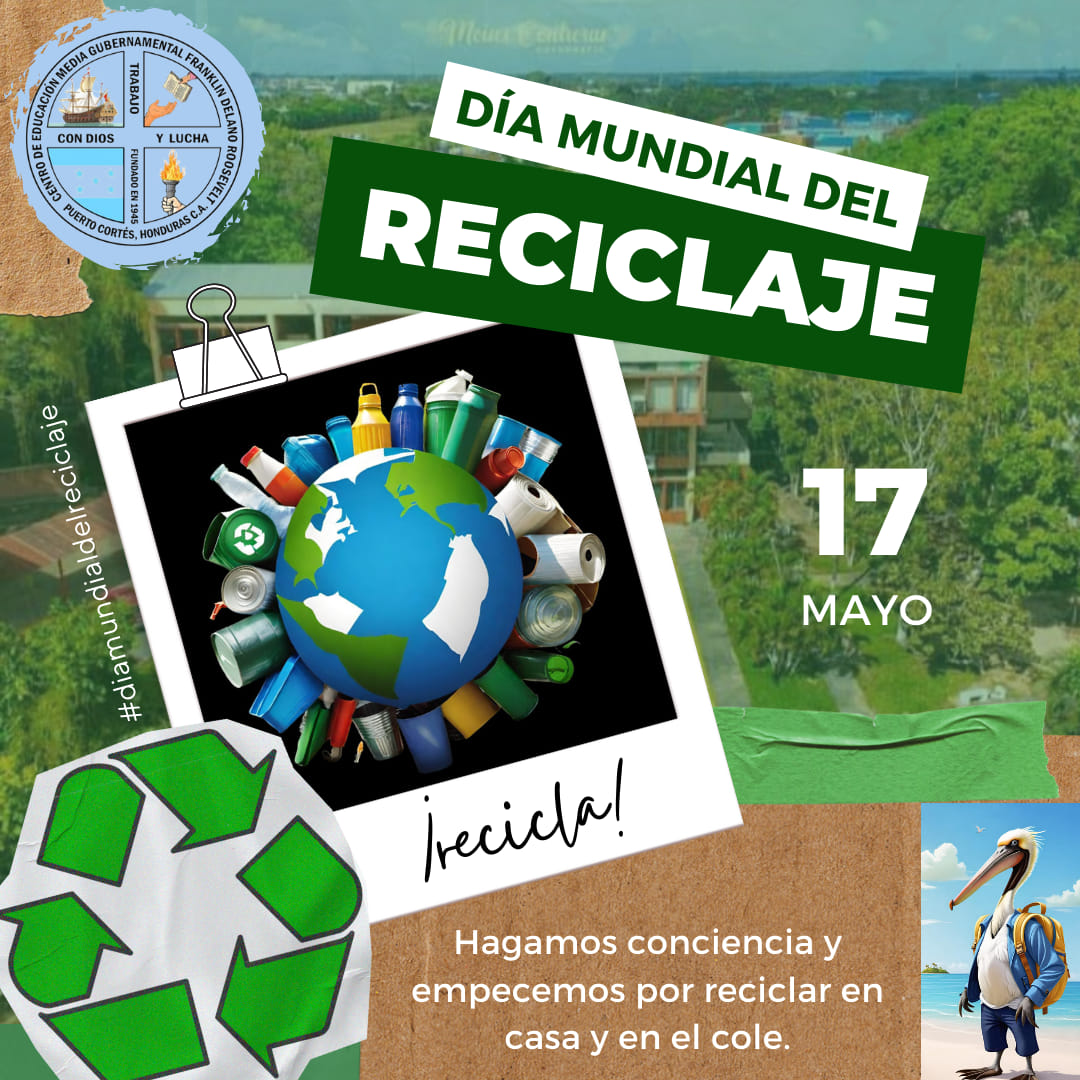 CENTRO DE EDUCACIÓN MEDIA GUBERNAMENTAL FRANKLIN DELANO ROOSEVELT
TRABAJO
CON DIOS
Y LUCHA
FUNDADO EN 1945
PUERTO CORTÉS, HONDURAS C.A.
DÍA MUNDIAL DEL
RECICLAJE
#diamundialdelreciclaje
17
MAYO
¡recicla!
Hagamos conciencia y
empecemos por reciclar en
casa y en el cole.